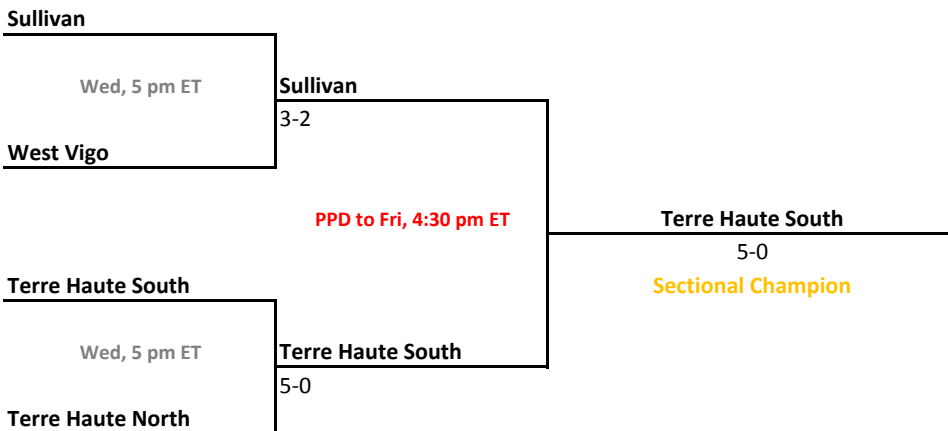 Sullivan
Wed, 5 pm ET
Sullivan
3-2
West Vigo
PPD to Fri, 4:30 pm ET
Terre Haute South
5-0
Sectional Champion
Terre Haute South
Wed, 5 pm ET
Terre Haute South
5-0
Terre Haute North